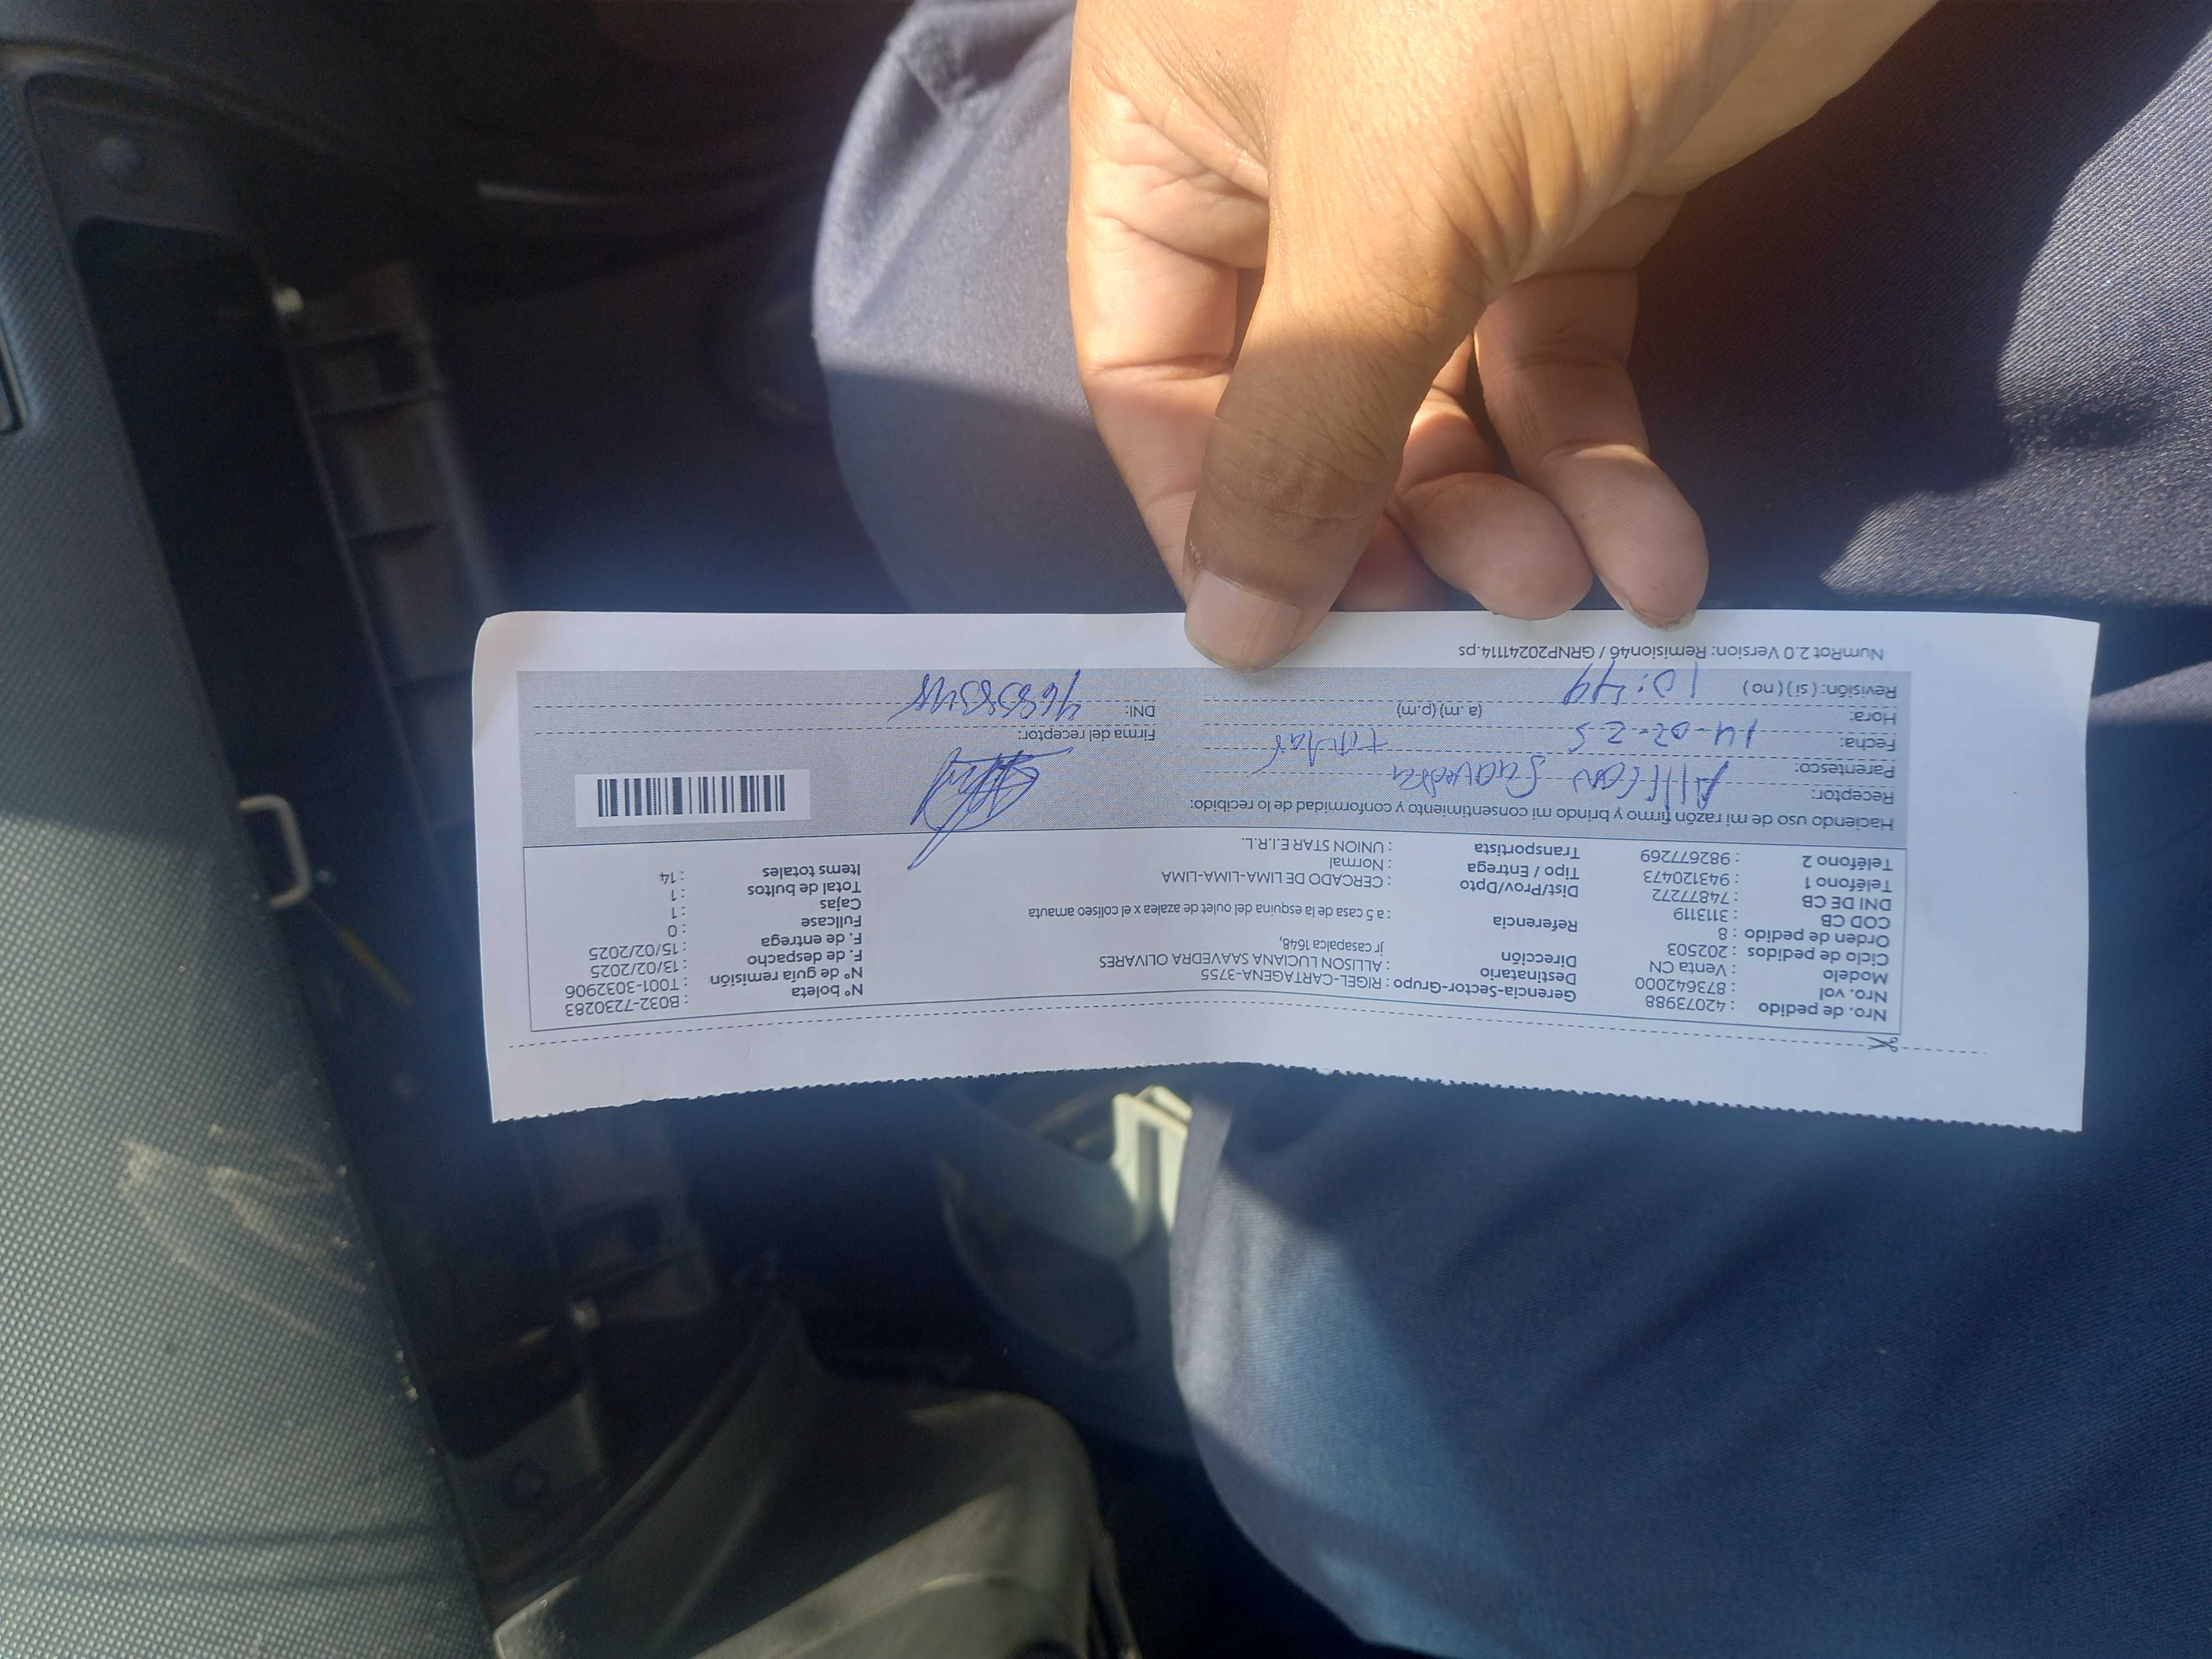 Nro. de pedido : 42073988
Nro. vol : 873642000
Modelo : Venta CN
Ciclo de pedidos : 202503
Orden de pedido : 8
COD CB : 3113119
DNI DE CB : 74877272
Teléfono 1 : 943120473
Teléfono 2 : 982677269
Gerencia-Sector-Grupo : RIGEL-CARTAGENA-3755
Destinatario : ALLISON LUCIANA SAAVEDRA OLIVARES
Dirección jr casapalca 1648,
Referencia : a 5 casa de la esquina del oulet de azalea x el coliseo amauta
Dist/Prov/Dpto : CERCADO DE LIMA-LIMA-LIMA
Tipo / Entrega : Normal
Transportista : UNION STAR E.I.R.L.
N° boleta : B032-7230283
N° de guía remisión : T001-3032906
F. de despacho : 13/02/2025
F. de entrega : 15/02/2025
Fullcase : 0
Cajas : 1
Total de bultos : 1
Items totales : 14
Haciendo uso de mi razón firmo y brindo mi consentimiento y conformidad de lo recibido:
Receptor: Saavedra
Parentesco: titular
Fecha: 14-02-25
Hora: 10:44 (a.m) (p.m)
Revisión: ( si ) ( no )
Firma del receptor:
DNI:
NumRot 2.0 Version: Remision46 / GRNP20241114.ps